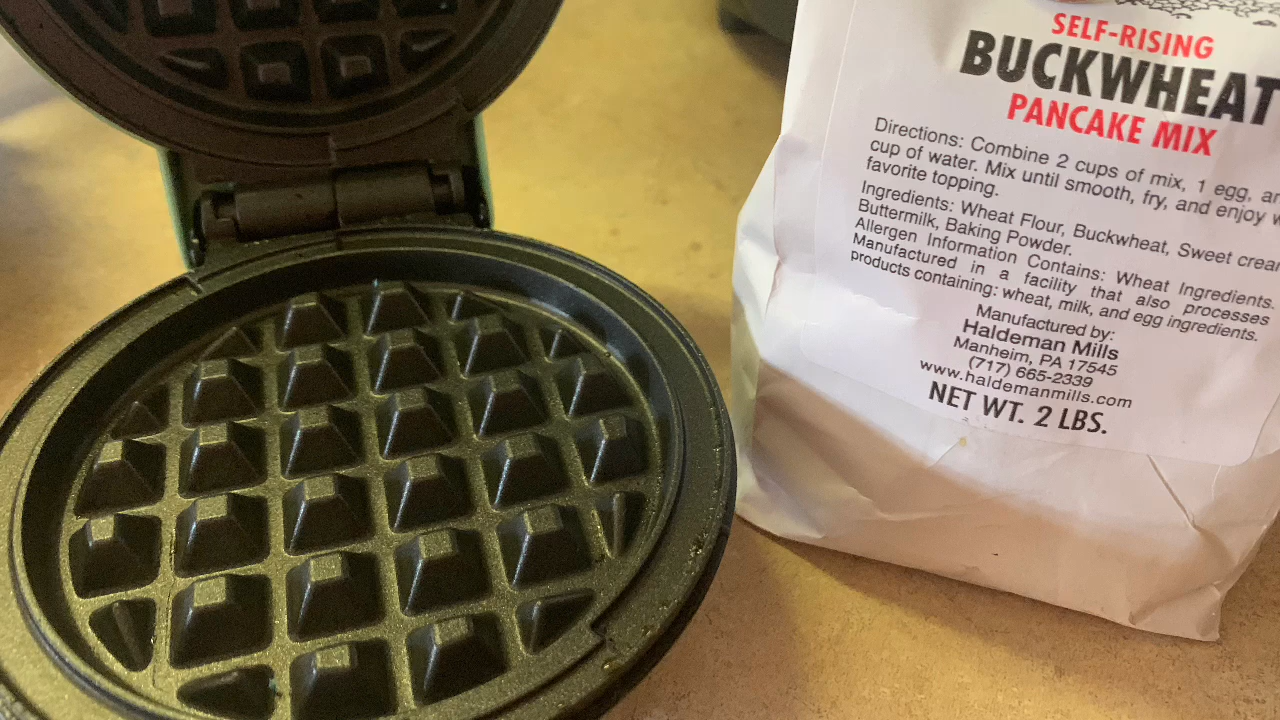 SELF-RISING
BUCKWHEAT
PANCAKE MIX
Directions: Combine 2 cups of mix, 1 egg, an
cup of water. Mix until smooth, fry, and enjoy w
favorite topping.
Ingredients: Wheat Flour, Buckwheat, Sweet crea
Buttermilk, Baking Powder.
Allergen Information Contains: Wheat Ingredients.
Manufactured in a facility that also processes
products containing: wheat, milk, and egg ingredients.
Manufactured by:
Haldeman Mills
Manheim, PA 17545
(717) 665-2339
www.haldemanmills.com
NET WT. 2 LBS.